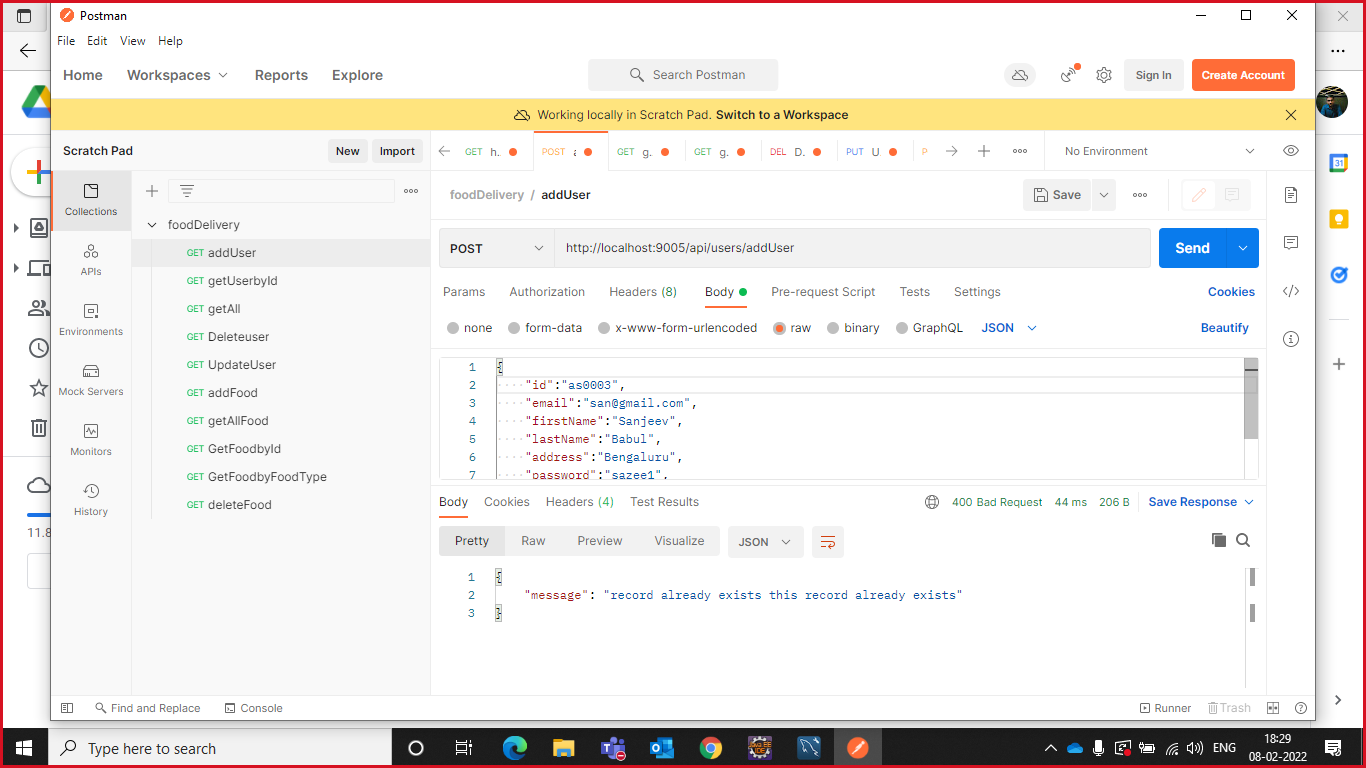 Postman
File Edit View Help
Home Workspaces Reports Explore Search Postman Sign In Create Account
Working locally in Scratch Pad. Switch to a Workspace
Scratch Pad New Import GET h. POST GET g. GET g. DEL D. PUT U P No Environment
Collections
foodDelivery / addUser Save
foodDelivery
GET addUser
GET getUserbyId
GET getAll
GET Deleteuser
GET UpdateUser
GET addFood
GET getAllFood
GET GetFoodbyId
GET GetFoodbyFoodType
GET deleteFood
APIs
Environments
Mock Servers
Monitors
History
POST http://localhost:9005/api/users/addUser Send
Params Authorization Headers (8) Body Pre-request Script Tests Settings Cookies
none form-data x-www-form-urlencoded raw binary GraphQL JSON Beautify
1 {
2 "id":"as0003",
3 "email":"san@gmail.com",
4 "firstName":"Sanjeev",
5 "lastName":"Babul",
6 "address":"Bengaluru",
7 "password":"sazee1",
Body Cookies Headers (4) Test Results 400 Bad Request 44 ms 206 B Save Response
Pretty Raw Preview Visualize JSON
1 {
2 "message": "record already exists this record already exists"
3 }
11.8
31
Find and Replace Console Runner Trash
Type here to search ENG 18:29
08-02-2022